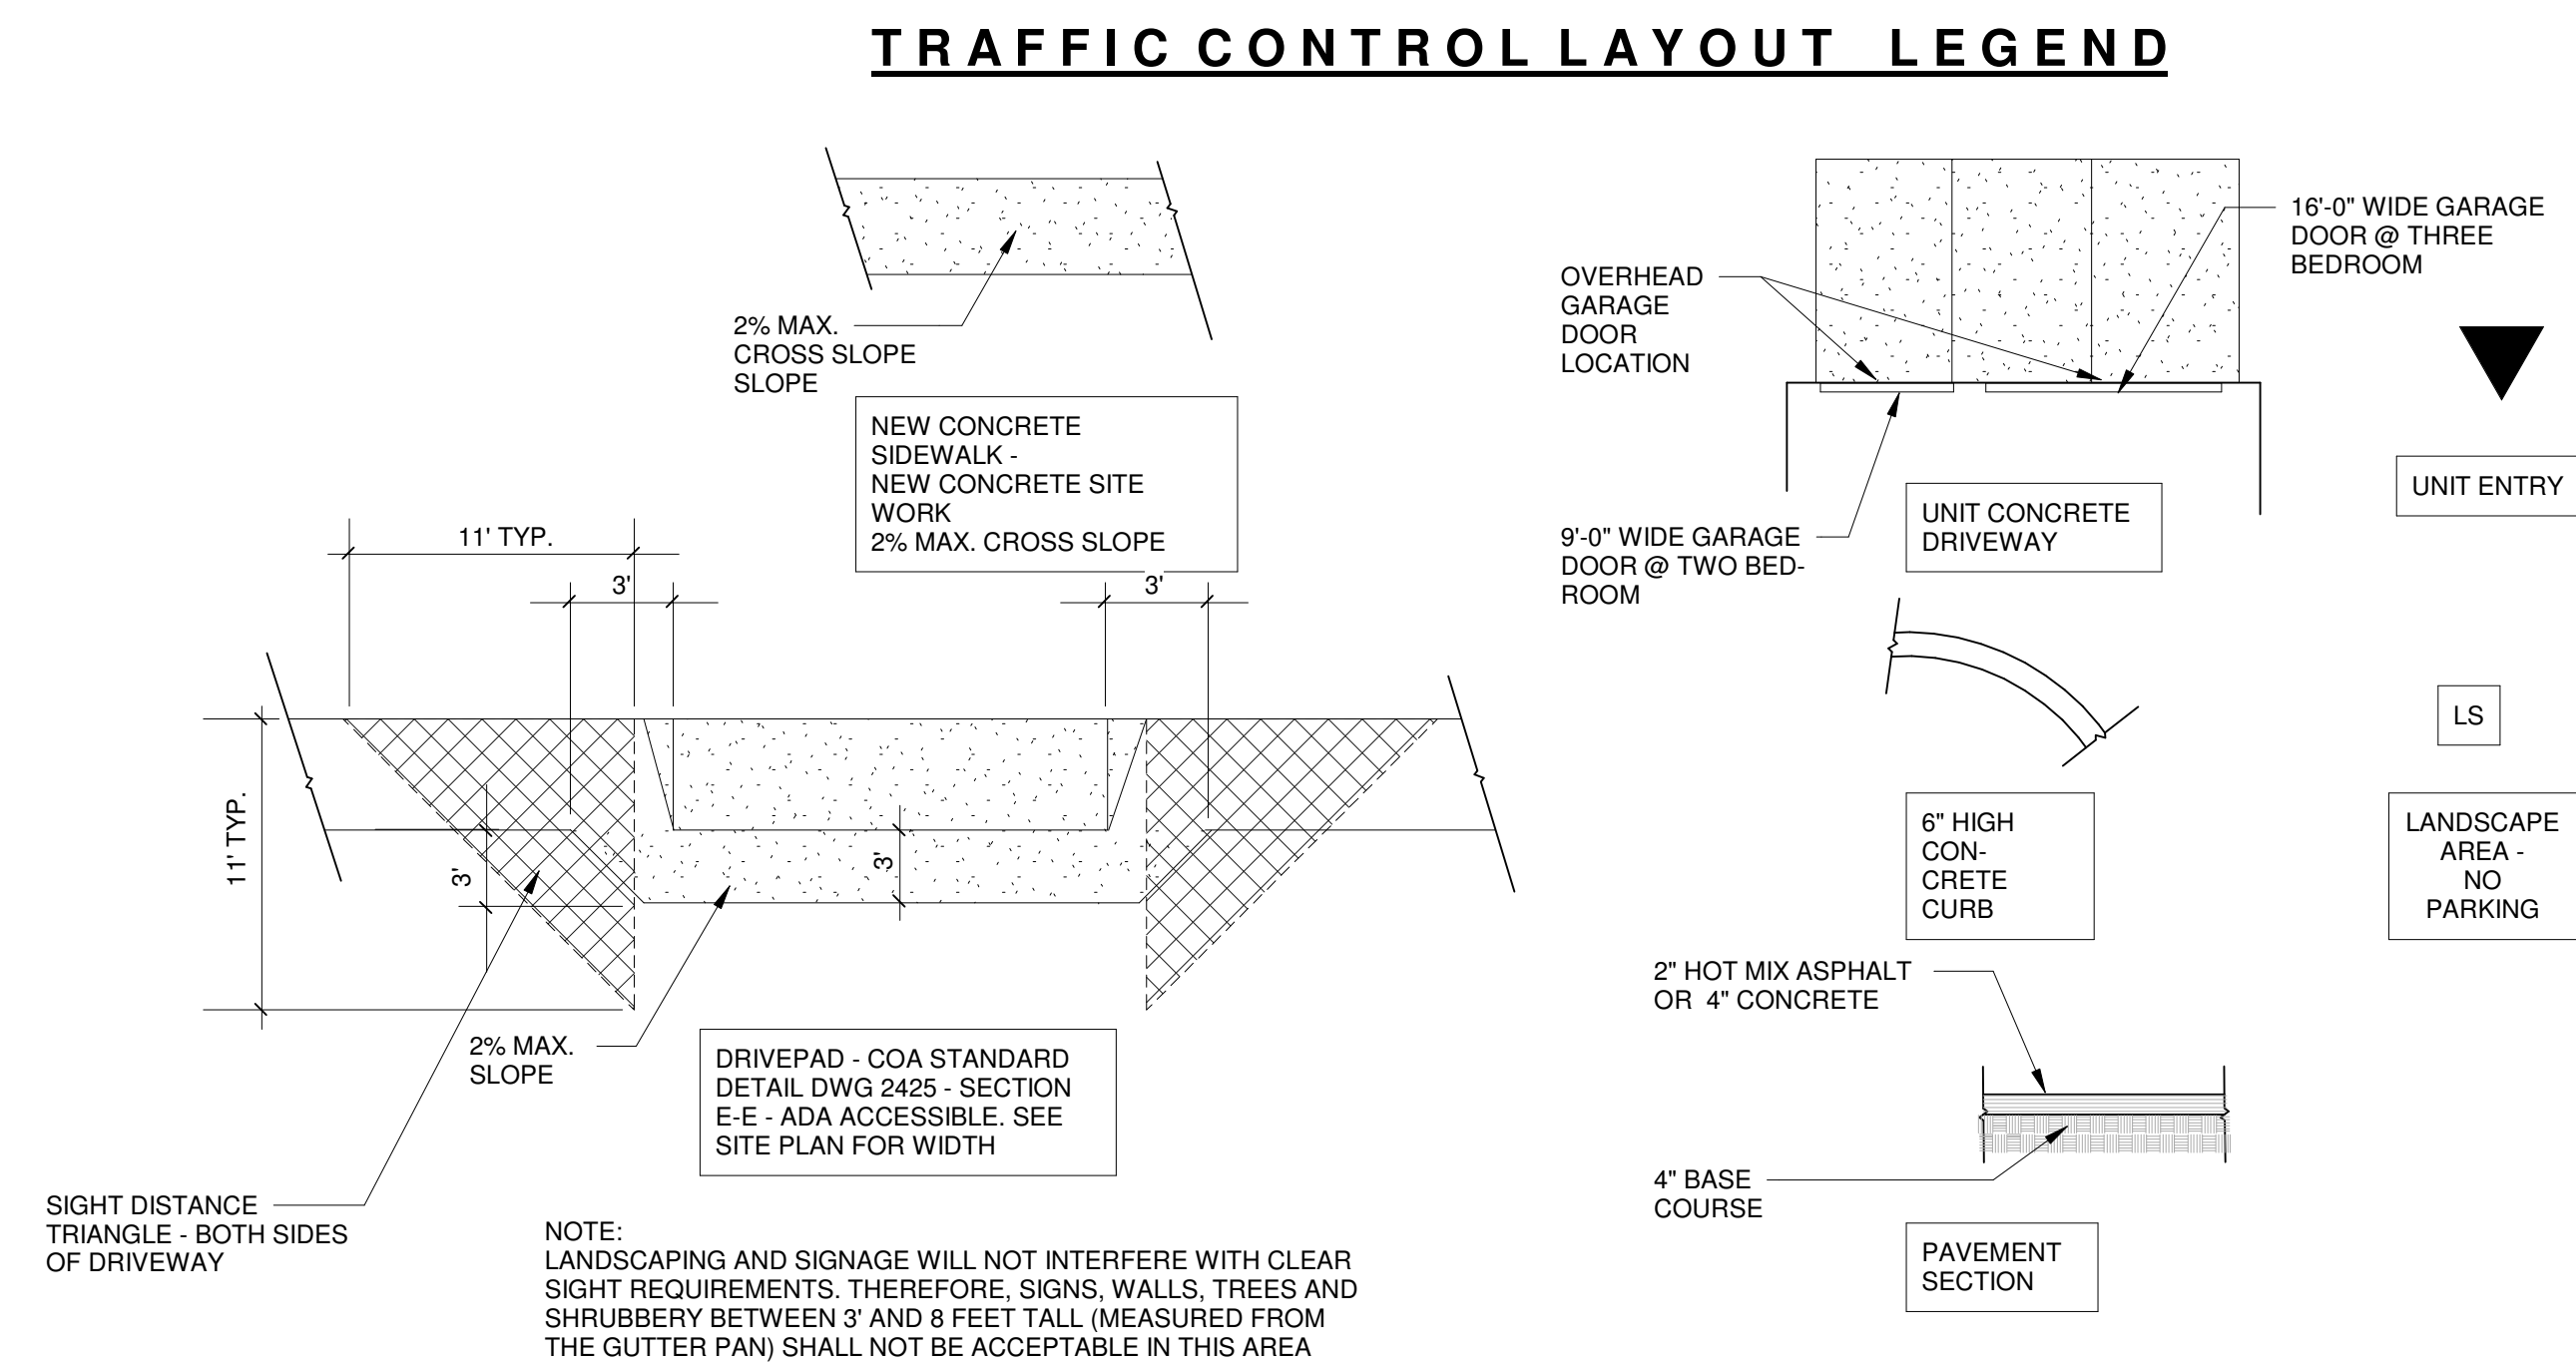 TRAFFIC CONTROL LAYOUT LEGEND
2% MAX.
CROSS SLOPE
SLOPE
NEW CONCRETE
SIDEWALK -
NEW CONCRETE SITE
WORK
2% MAX. CROSS SLOPE
OVERHEAD
GARAGE
DOOR
LOCATION
16'-0" WIDE GARAGE
DOOR @ THREE
BEDROOM
9'-0" WIDE GARAGE
DOOR @ TWO BED-
ROOM
UNIT CONCRETE
DRIVEWAY
UNIT ENTRY
11' TYP.
3'
3'
11' TYP.
3'
3'
2% MAX.
SLOPE
DRIVEPAD - COA STANDARD
DETAIL DWG 2425 - SECTION
E-E - ADA ACCESSIBLE. SEE
SITE PLAN FOR WIDTH
SIGHT DISTANCE
TRIANGLE - BOTH SIDES
OF DRIVEWAY
NOTE:
LANDSCAPING AND SIGNAGE WILL NOT INTERFERE WITH CLEAR
SIGHT REQUIREMENTS. THEREFORE, SIGNS, WALLS, TREES AND
SHRUBBERY BETWEEN 3' AND 8 FEET TALL (MEASURED FROM
THE GUTTER PAN) SHALL NOT BE ACCEPTABLE IN THIS AREA
6" HIGH
CON-
CRETE
CURB
LS
LANDSCAPE
AREA -
NO
PARKING
2" HOT MIX ASPHALT
OR 4" CONCRETE
4" BASE
COURSE
PAVEMENT
SECTION